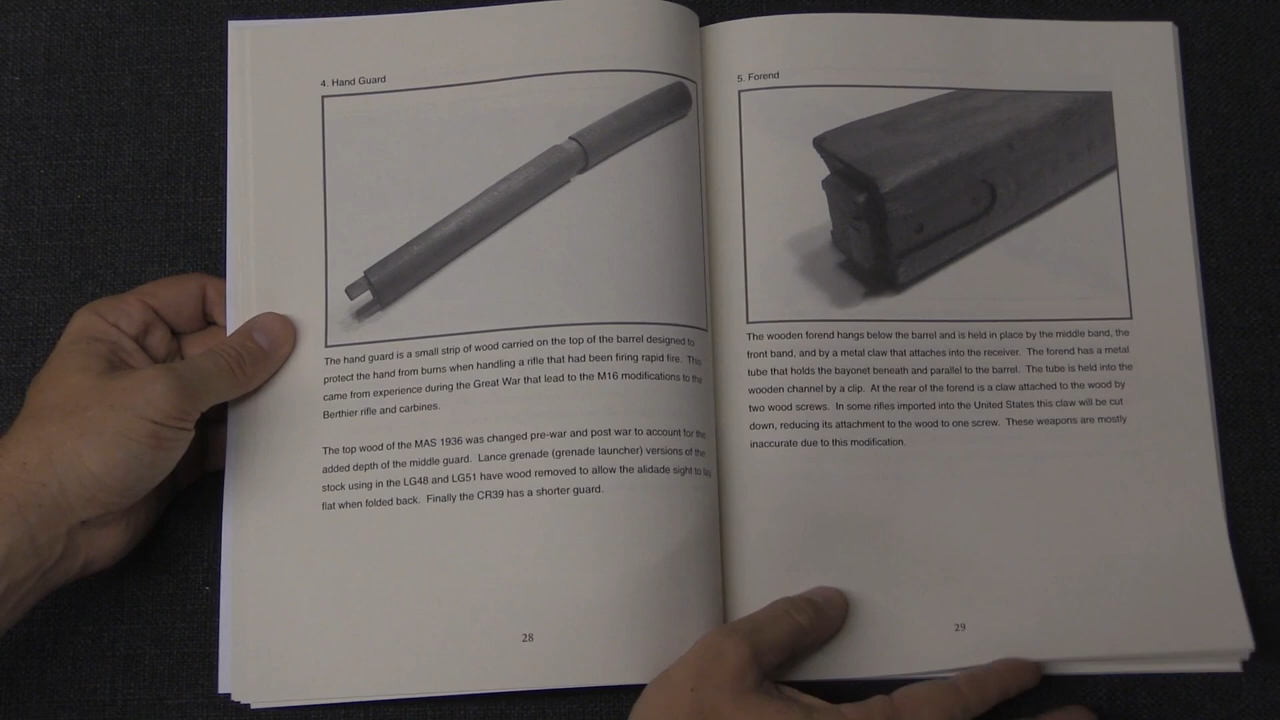 4. Hand Guard
The hand guard is a small strip of wood carried on the top of the barrel designed to
protect the hand from burns when handling a rifle that had been firing rapid fire. This
came from experience during the Great War that lead to the M16 modifications to the
Berthier rifle and carbines.
The top wood of the MAS 1936 was changed pre-war and post war to account for the
added depth of the middle guard. Lance grenade (grenade launcher) versions of the
stock using in the LG48 and LG51 have wood removed to allow the alidade sight to lay
flat when folded back. Finally the CR39 has a shorter guard.
28
5. Forend
The wooden forend hangs below the barrel and is held in place by the middle band, the
front band, and by a metal claw that attaches into the receiver. The forend has a metal
tube that holds the bayonet beneath and parallel to the barrel. The tube is held into the
wooden channel by a clip. At the rear of the forend is a claw attached to the wood by
two wood screws. In some rifles imported into the United States this claw will be cut
down, reducing its attachment to the wood to one screw. These weapons are mostly
inaccurate due to this modification.
29